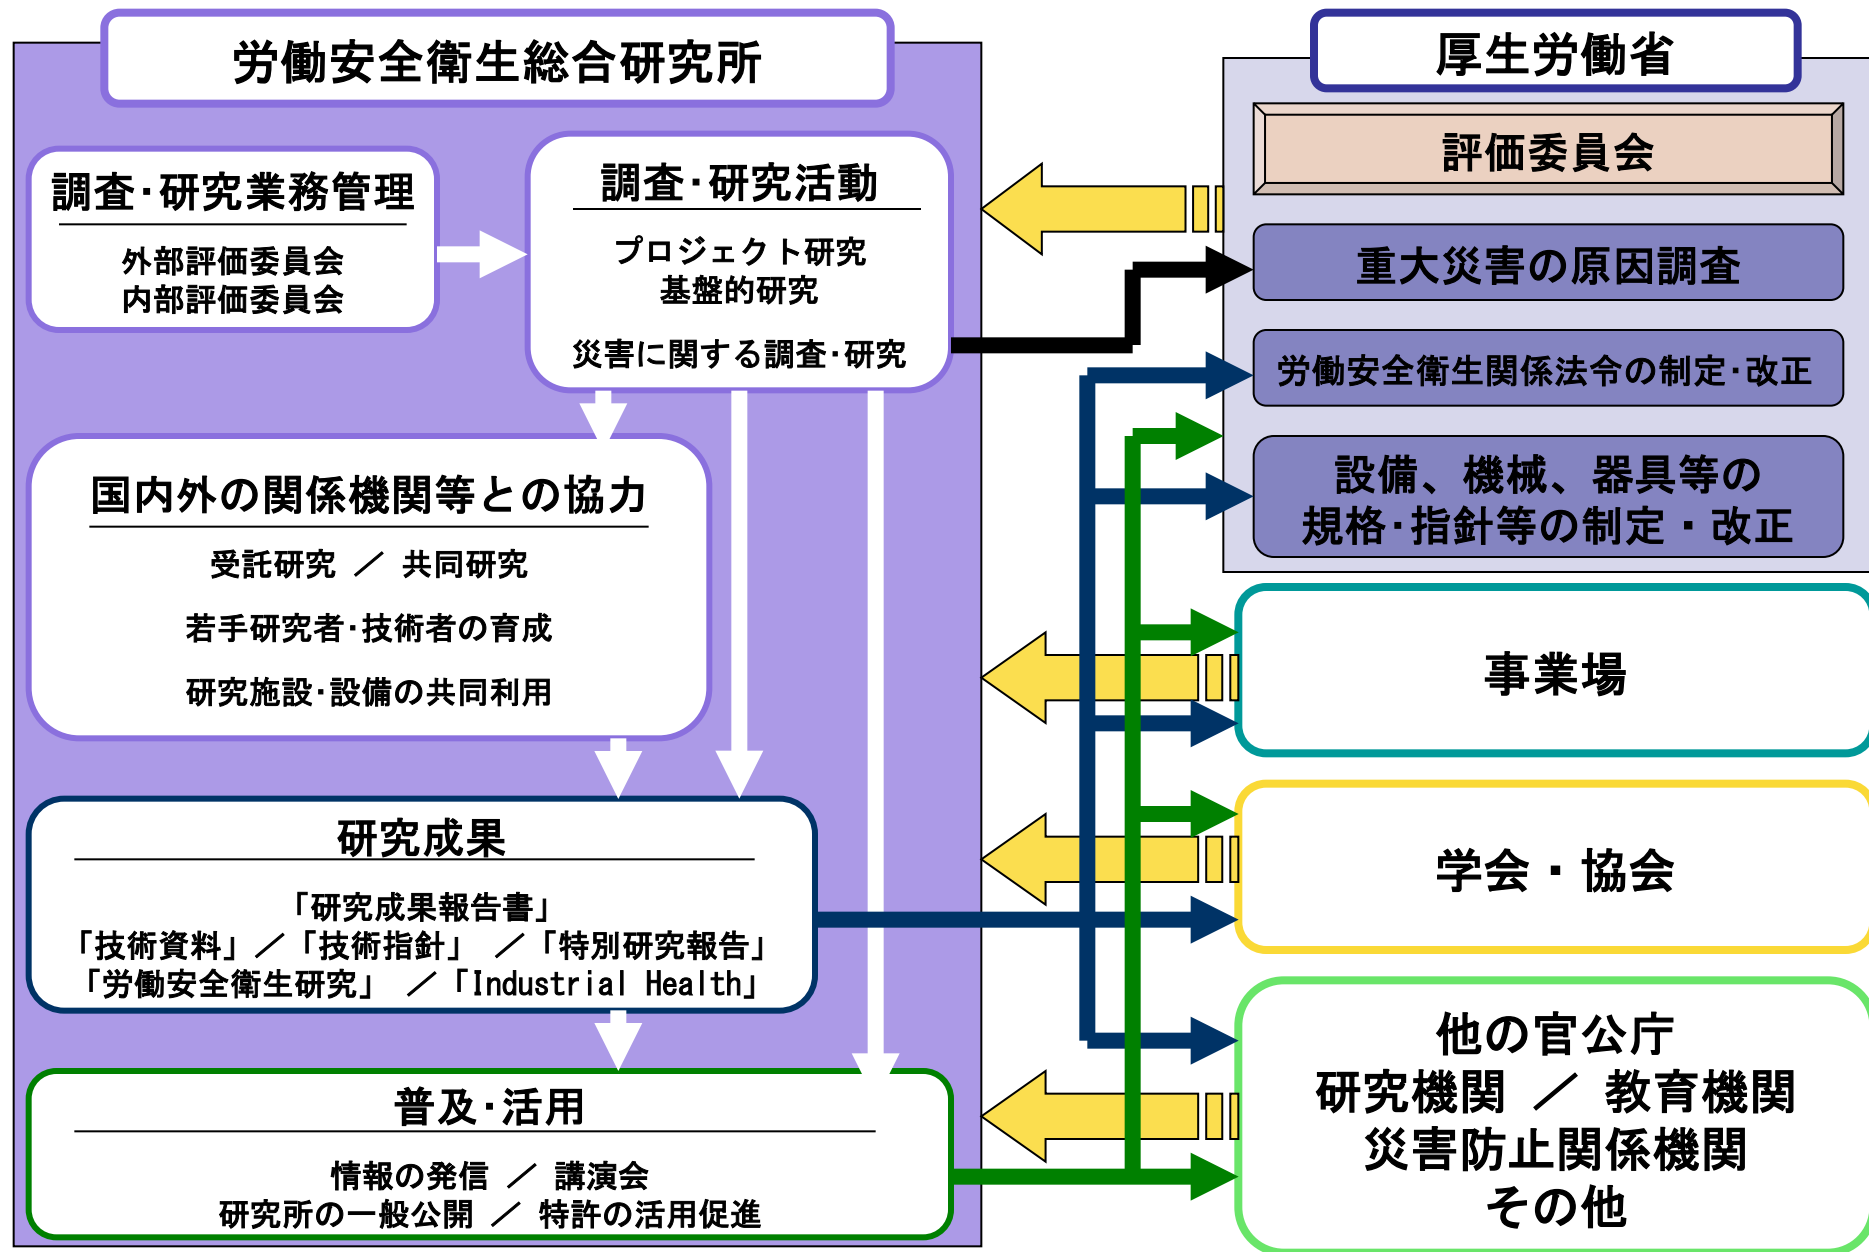 労働安全衛生総合研究所
調査・研究業務管理
外部評価委員会
内部評価委員会
調査・研究活動
プロジェクト研究
基盤的研究
災害に関する調査・研究
国内外の関係機関等との協力
受託研究 ／ 共同研究
若手研究者・技術者の育成
研究施設・設備の共同利用
研究成果
「研究成果報告書」
「技術資料」／「技術指針」 ／「特別研究報告」
「労働安全衛生研究」 ／「Industrial Health」
普及・活用
情報の発信 ／ 講演会
研究所の一般公開 ／ 特許の活用促進
厚生労働省
評価委員会
重大災害の原因調査
労働安全衛生関係法令の制定・改正
設備、機械、器具等の
規格・指針等の制定・改正
事業場
学会・協会
他の官公庁
研究機関 ／ 教育機関
災害防止関係機関
その他